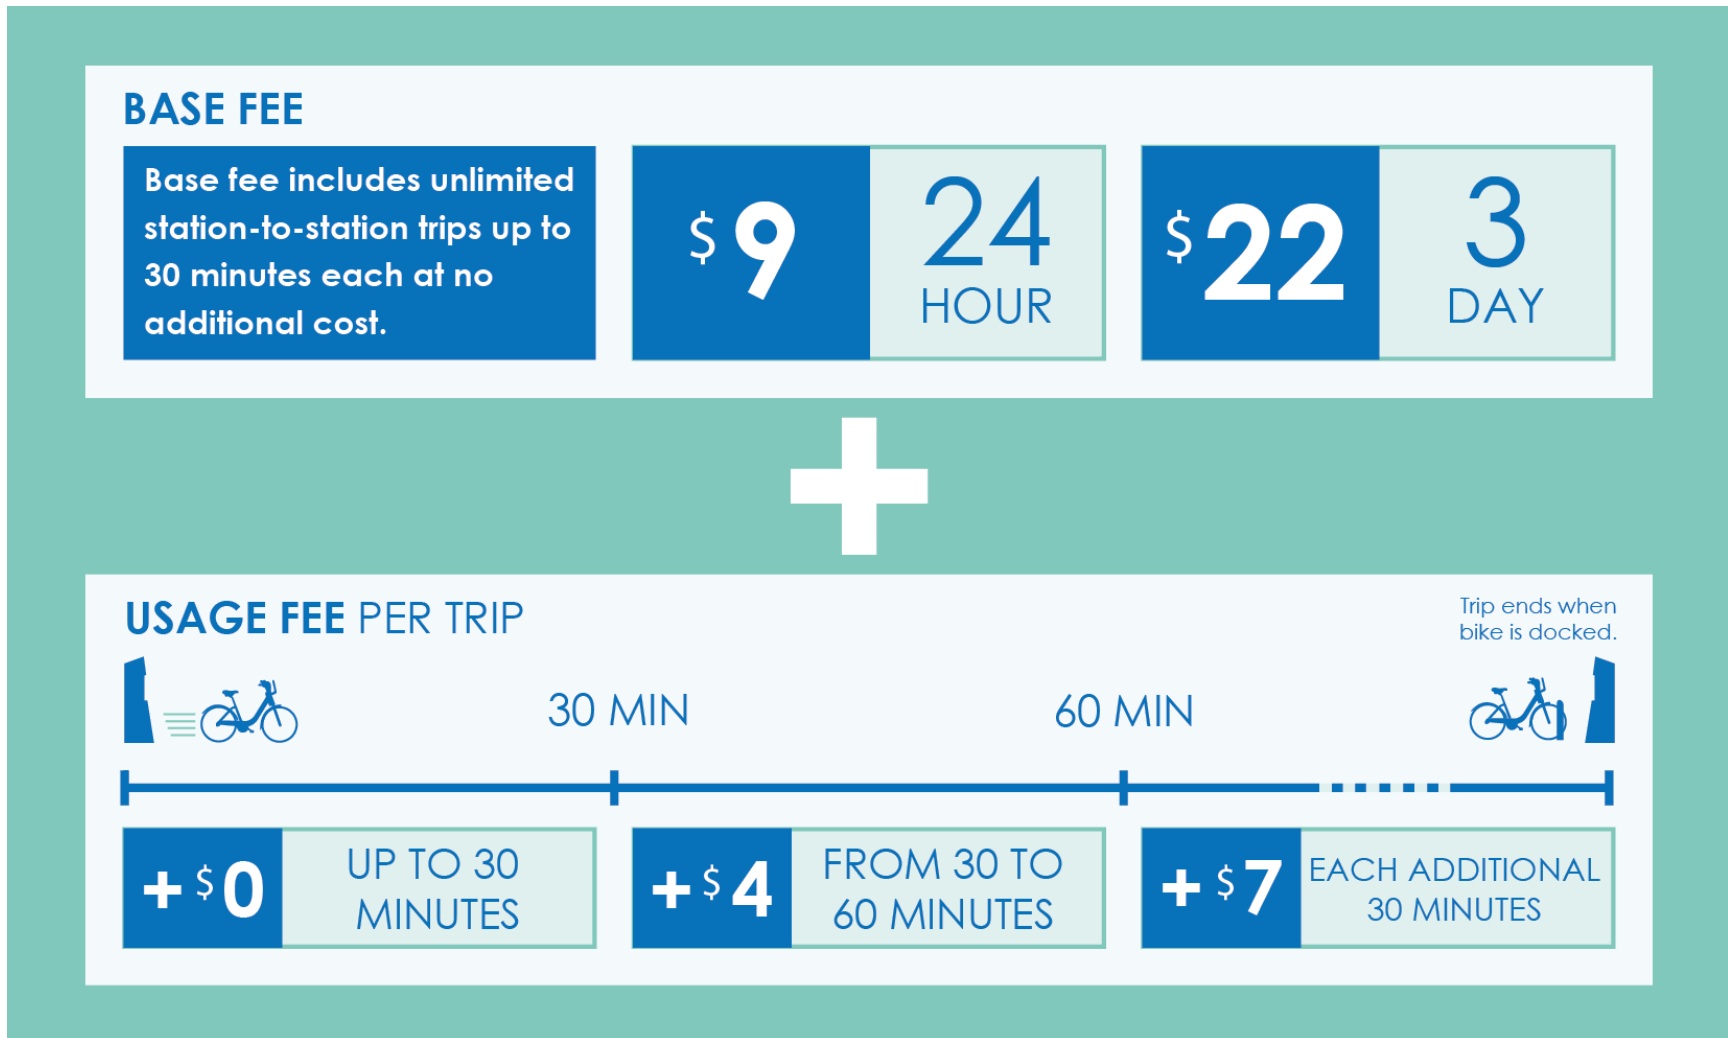 BASE FEE
Base fee includes unlimited
station-to-station trips up to
30 minutes each at no
additional cost.
$9
24
HOUR
$22
3
DAY
+
USAGE FEE PER TRIP
Trip ends when
bike is docked.
30 MIN
60 MIN
+ $0
UP TO 30
MINUTES
+ $4
FROM 30 TO
60 MINUTES
+ $7
EACH ADDITIONAL
30 MINUTES